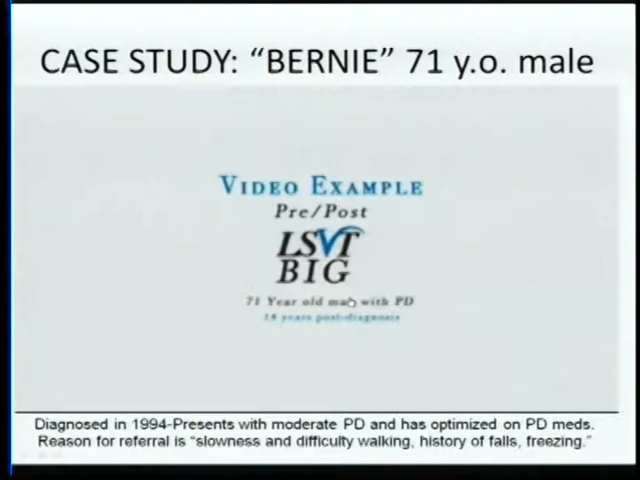 CASE STUDY: “BERNIE” 71 y.o. male
VIDEO EXAMPLE
Pre/Post
LSVT
BIG
71 Year old man with PD
14 years post-diagnosis
Diagnosed in 1994-Presents with moderate PD and has optimized on PD meds.
Reason for referral is “slowness and difficulty walking, history of falls, freezing.”